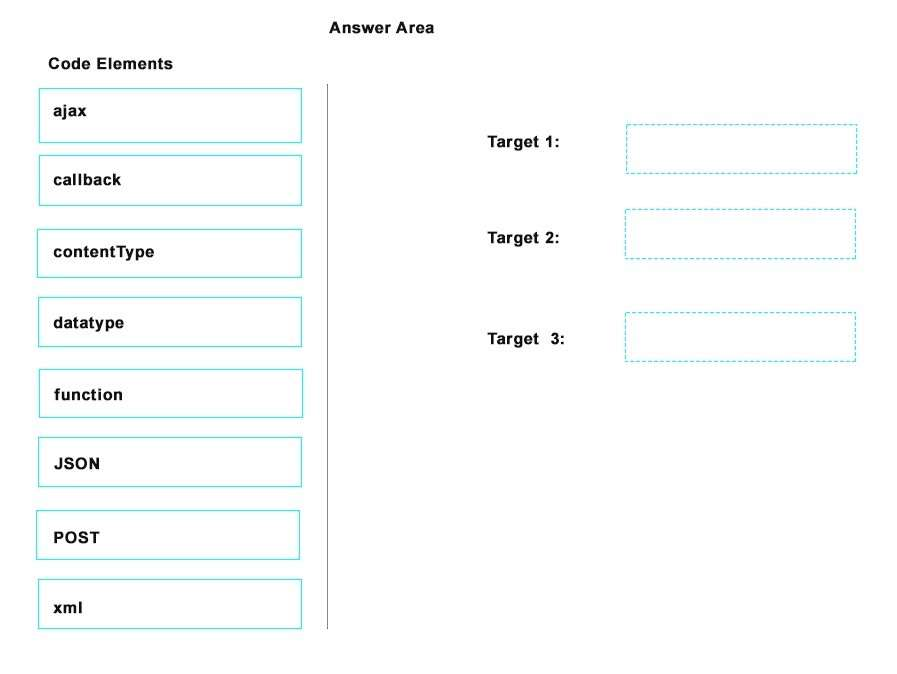 Answer Area
Code Elements
ajax
callback
contentType
datatype
function
JSON
POST
xml
Target 1:
Target 2:
Target 3: